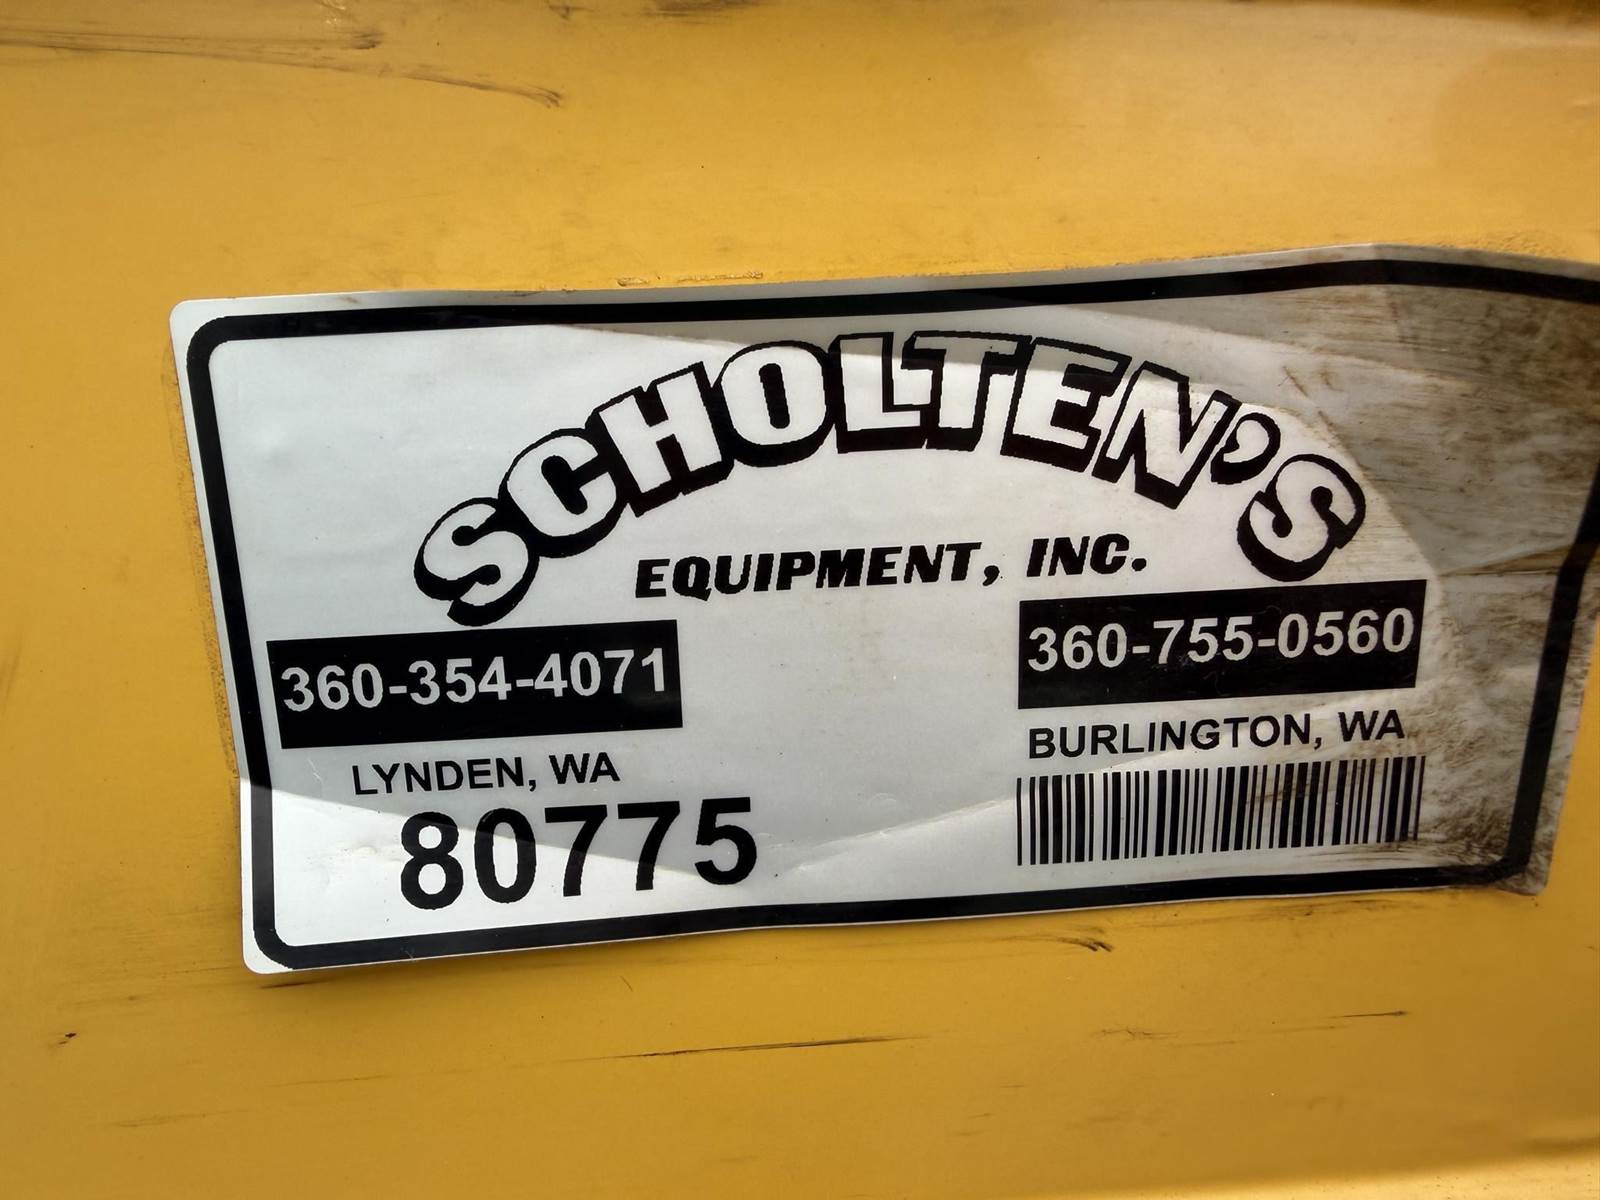 SCHOLTEN'S
EQUIPMENT, INC.
360-354-4071
LYNDEN, WA
80775
360-755-0560
BURLINGTON, WA